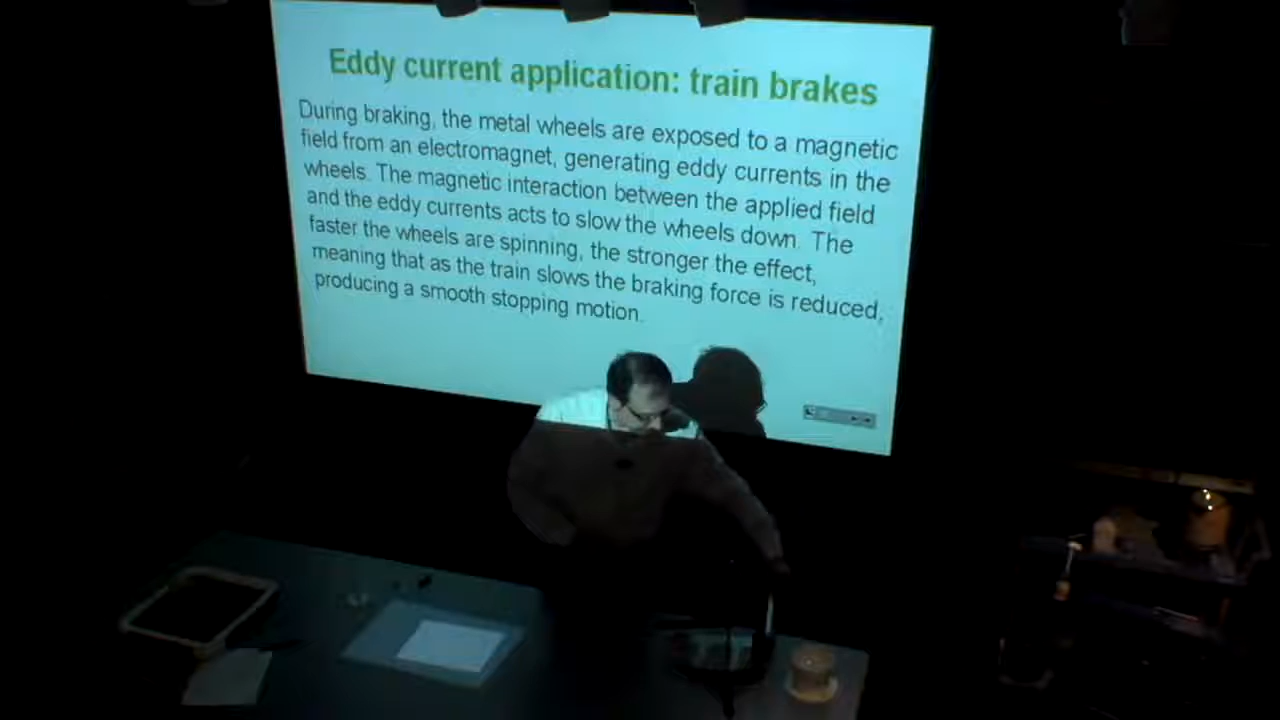 Eddy current application: train brakes
During braking, the metal wheels are exposed to a magnetic
field from an electromagnet, generating eddy currents in the
wheels. The magnetic interaction between the applied field
and the eddy currents acts to slow the wheels down. The
faster the wheels are spinning, the stronger the effect,
meaning that as the train slows the braking force is reduced,
producing a smooth stopping motion.